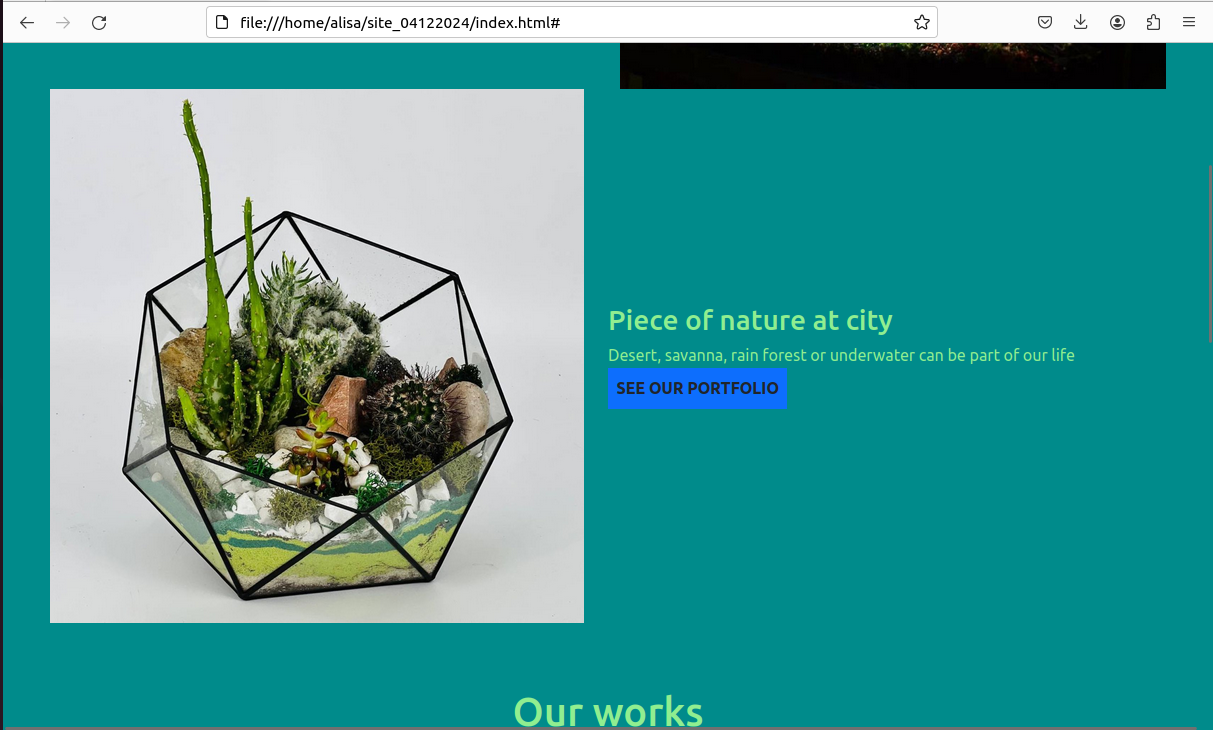 file:///home/alisa/site_04122024/index.html#
Piece of nature at city
Desert, savanna, rain forest or underwater can be part of our life
SEE OUR PORTFOLIO
Our works